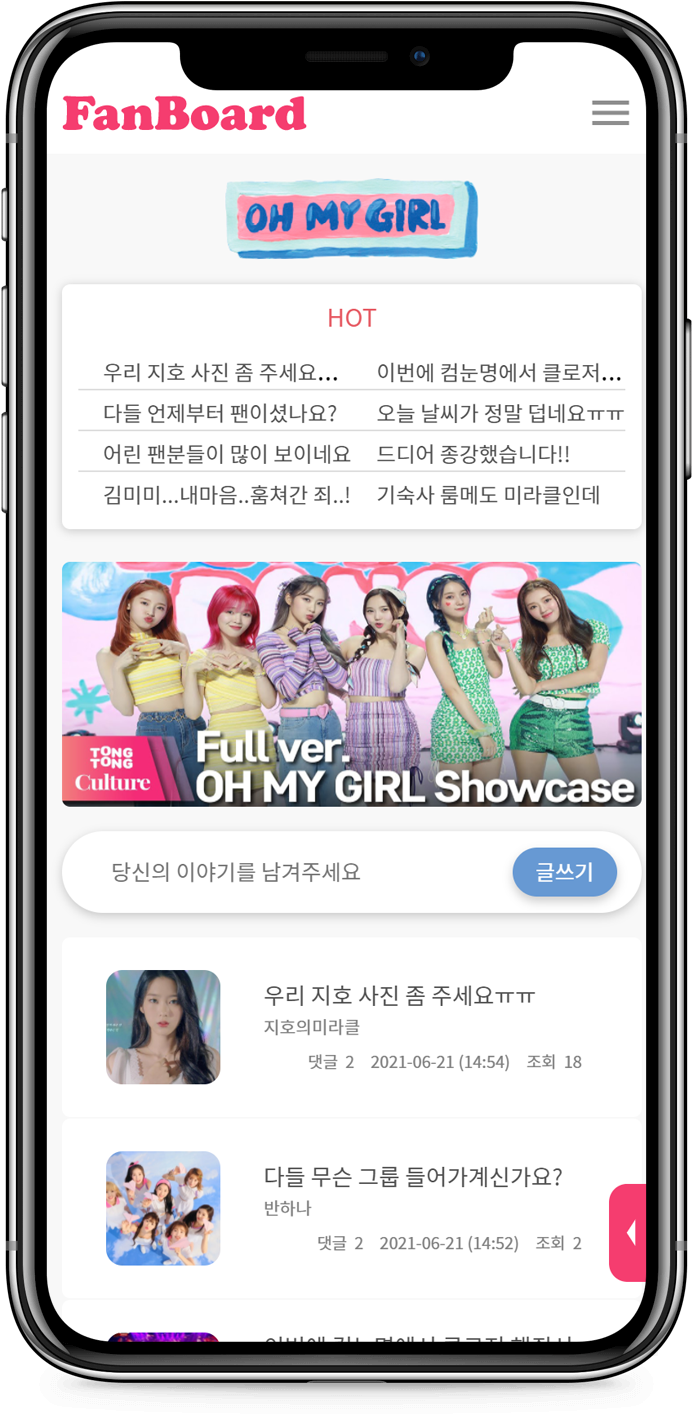 FanBoard
OH MY GIRL
HOT
우리 지호 사진 좀 주세요...
이번에 컴눈명에서 클로저...
다들 언제부터 팬이셨나요?
오늘 날씨가 정말 덥네요ㅠㅠ
어린 팬분들이 많이 보이네요
드디어 종강했습니다!!
김미미...내마음..훔쳐간 죄..!
기숙사 룸메도 미라클인데
TONG
TONG
Culture
Full ver.
OH MY GIRL Showcase
당신의 이야기를 남겨주세요
글쓰기
우리 지호 사진 좀 주세요ㅠㅠ
지호의미라클
댓글 2 2021-06-21 (14:54) 조회 18
다들 무슨 그룹 들어가계신가요?
반하나
댓글 2 2021-06-21 (14:52) 조회 2